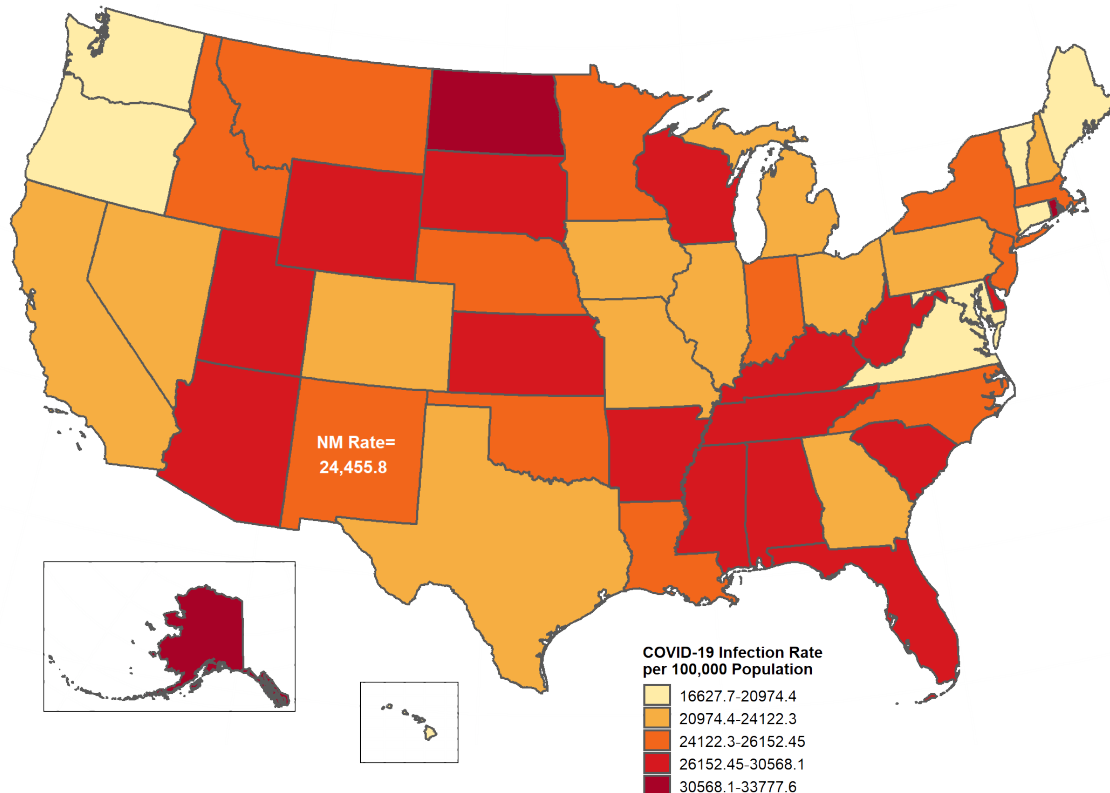 NM Rate=
24,455.8
COVID-19 Infection Rate
per 100,000 Population
16627.7-20974.4
20974.4-24122.3
24122.3-26152.45
26152.45-30568.1
30568.1-33777.6